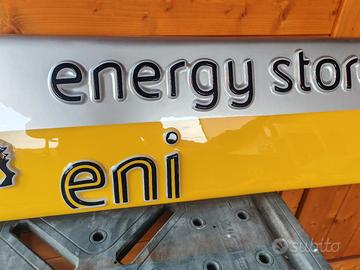 energy stor
eni
subito